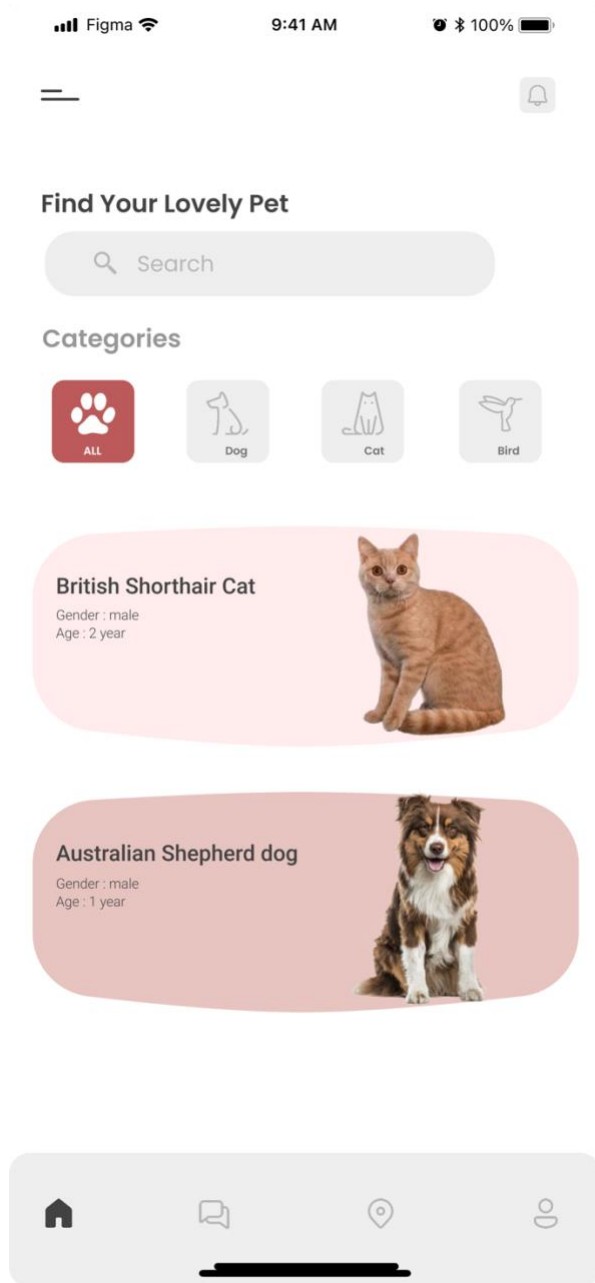 Figma 9:41 AM 100%
Find Your Lovely Pet
Search
Categories
ALL Dog Cat Bird
British Shorthair Cat
Gender : male
Age : 2 year
Australian Shepherd dog
Gender : male
Age : 1 year